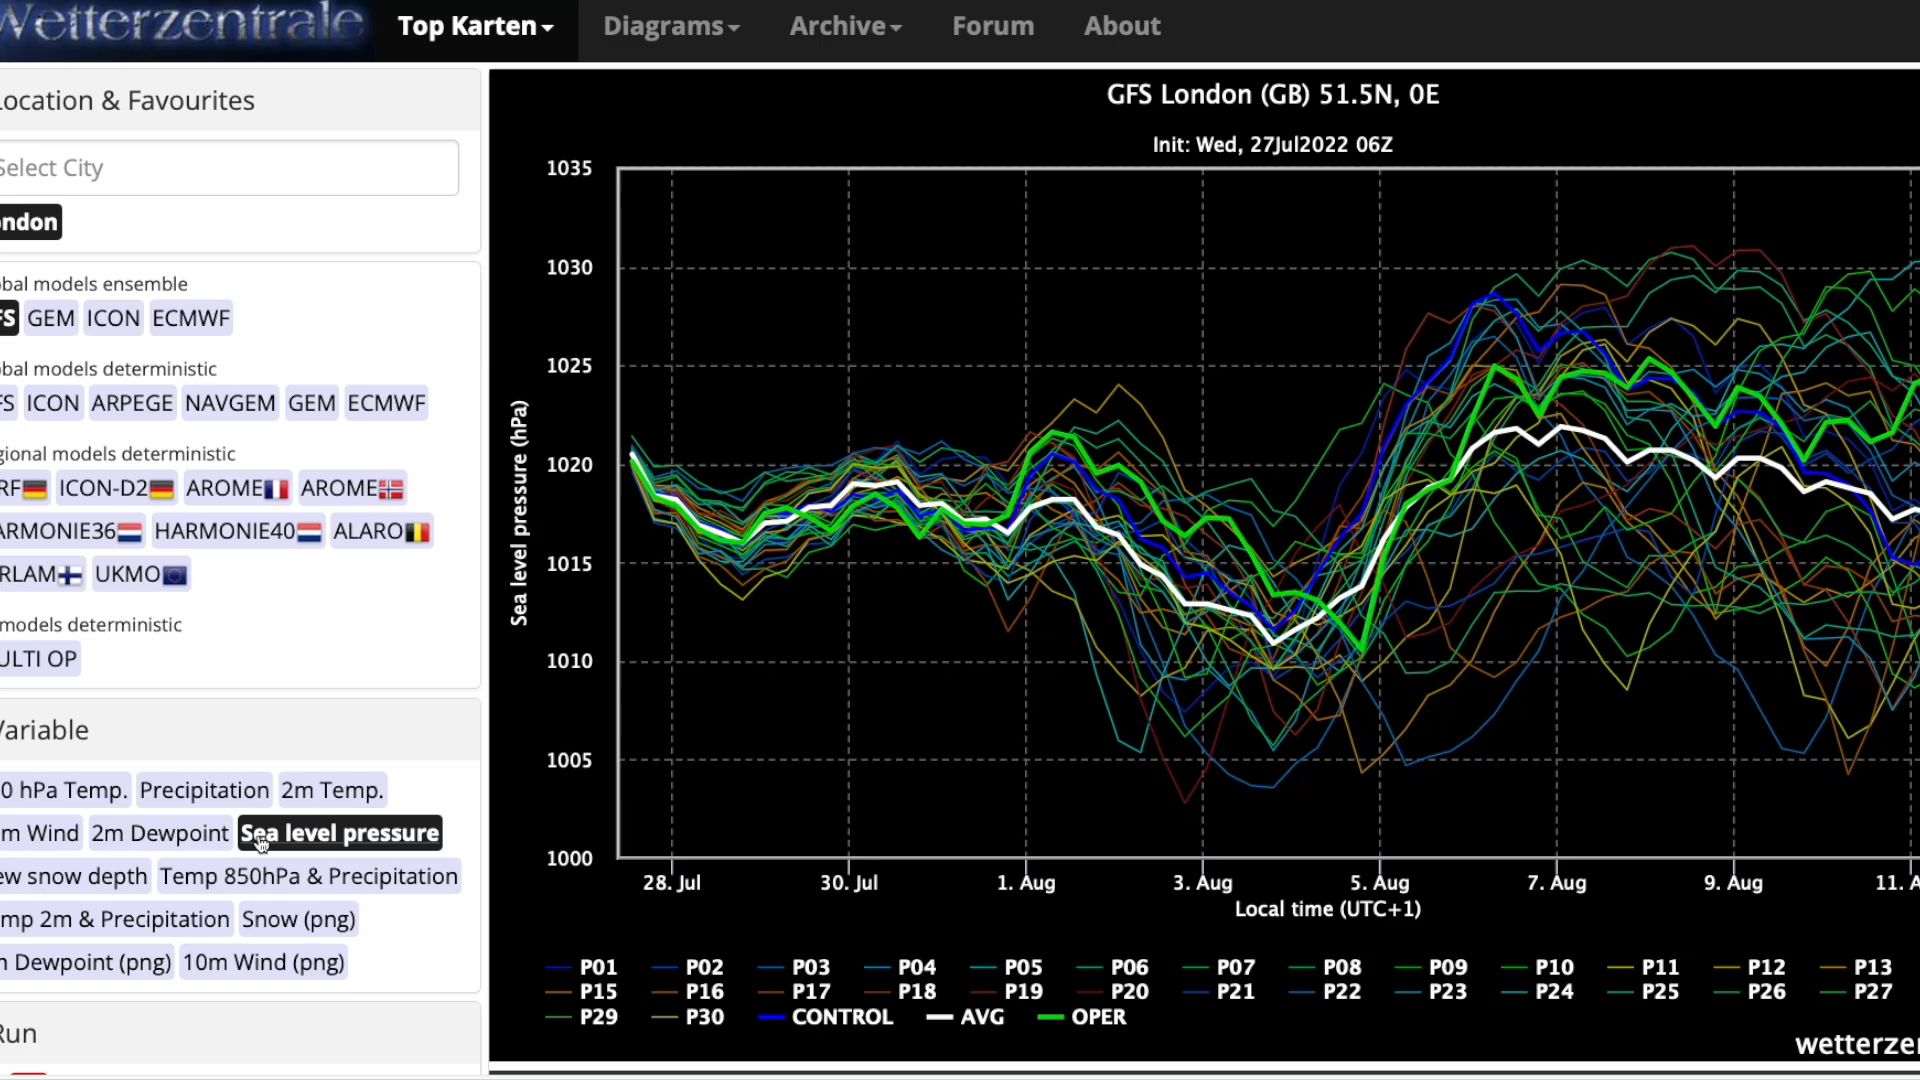 Wetterzentrale Top Karten Diagrams Archive Forum About
Location & Favourites
Select City
ondon
bal models ensemble
FS GEM ICON ECMWF
bal models deterministic
FS ICON ARPEGE NAVGEM GEM ECMWF
gional models deterministic
RF ICON-D2 AROME AROME
ARMONIE36 HARMONIE40 ALARO
RLAM UKMO
models deterministic
ULTI OP
Variable
0 hPa Temp. Precipitation 2m Temp.
m Wind 2m Dewpoint Sea level pressure
ew snow depth Temp 850hPa & Precipitation
mp 2m & Precipitation Snow (png)
n Dewpoint (png) 10m Wind (png)
Run
GFS London (GB) 51.5N, 0E
Init: Wed, 27Jul2022 06Z
Sea level pressure (hPa)
1035
1030
1025
1020
1015
1010
1005
1000
28. Jul 30. Jul 1. Aug 3. Aug 5. Aug 7. Aug 9. Aug 11. A
Local time (UTC+1)
P01 P02 P03 P04 P05 P06 P07 P08 P09 P10 P11 P12 P13
P15 P16 P17 P18 P19 P20 P21 P22 P23 P24 P25 P26 P27
P29 P30 CONTROL AVG OPER
wetterze